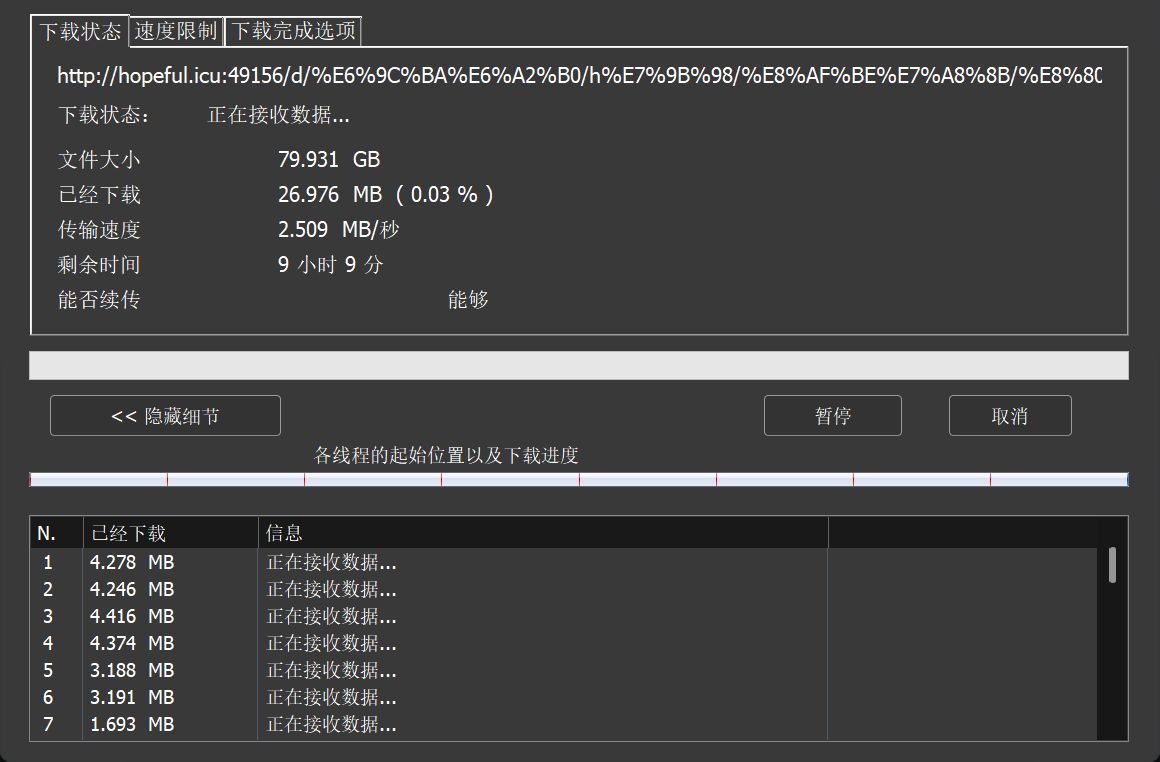 下载状态 速度限制 下载完成选项
http://hopeful.icu:49156/d/%E6%9C%BA%E6%A2%B0/h%E7%9B%98/%E8%AF%BE%E7%A8%8B/%E8%80
下载状态： 正在接收数据...
文件大小 79.931 GB
已经下载 26.976 MB ( 0.03 % )
传输速度 2.509 MB/秒
剩余时间 9 小时 9 分
能否续传 能够
<< 隐藏细节 暂停 取消
各线程的起始位置以及下载进度
N. 已经下载 信息
1 4.278 MB 正在接收数据...
2 4.246 MB 正在接收数据...
3 4.416 MB 正在接收数据...
4 4.374 MB 正在接收数据...
5 3.188 MB 正在接收数据...
6 3.191 MB 正在接收数据...
7 1.693 MB 正在接收数据...